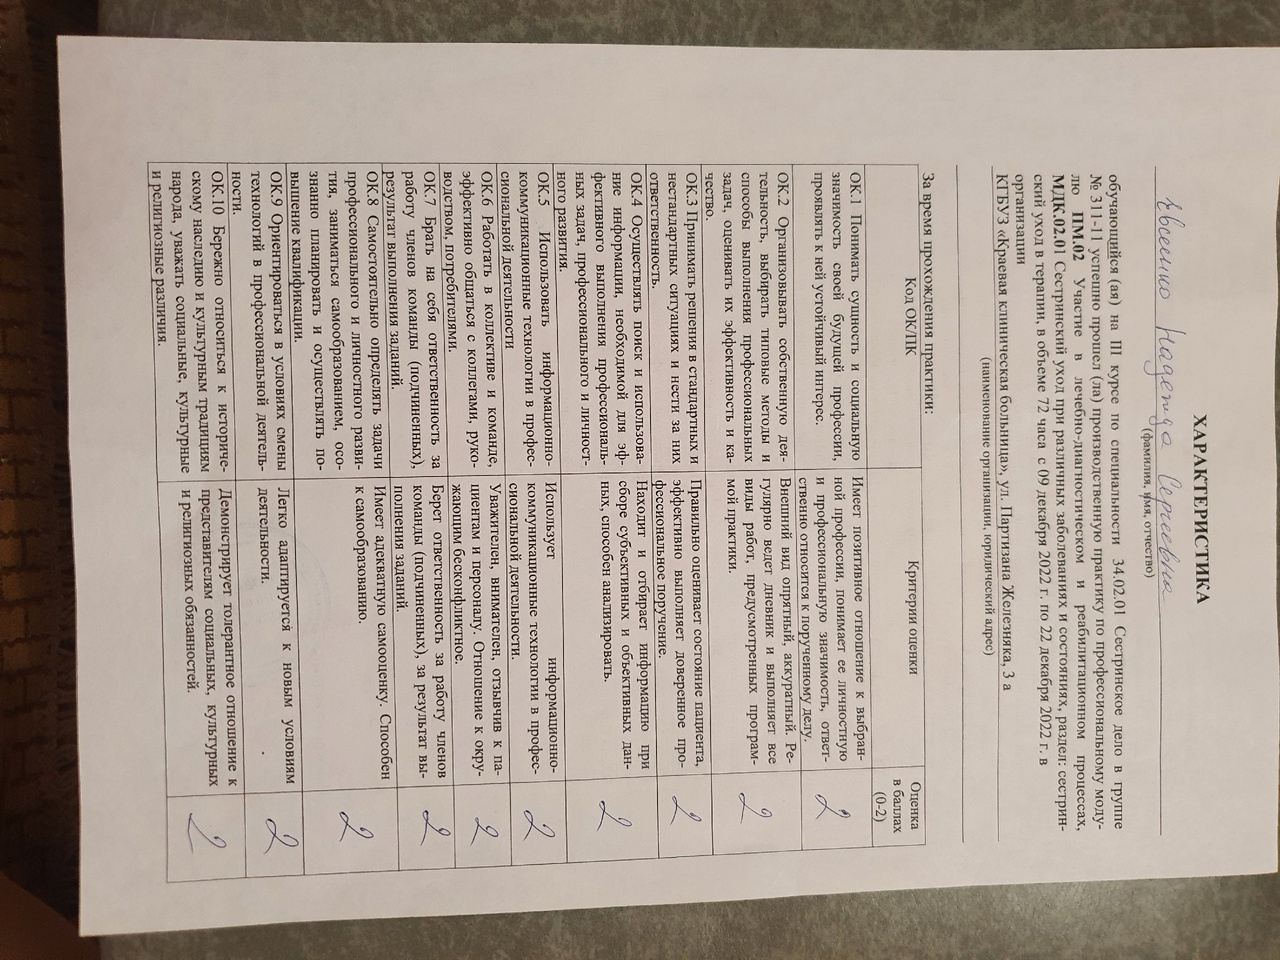 ХАРАКТЕРИСТИКА
Евсеенко Надежда Сергеевна
(фамилия, имя, отчество)
обучающийся (ая) на III курсе по специальности 34.02.01 Сестринское дело в группе
№ 311-11 успешно прошел (ла) производственную практику по профессиональному моду-
лю ПМ.02 Участие в лечебно-диагностическом и реабилитационном процессах,
МДК.02.01 Сестринский уход при различных заболеваниях и состояниях, раздел: сестрин-
ский уход в терапии, в объеме 72 часа с 09 декабря 2022 г. по 22 декабря 2022 г. в
организации
КГБУЗ «Краевая клиническая больница», ул. Партизана Железняка, 3 а
(наименование организации, юридический адрес)
За время прохождения практики:
Код ОК/ПК
Критерии оценки
Оценка
в баллах
(0-2)
ОК.1 Понимать сущность и социальную
значимость своей будущей профессии,
проявлять к ней устойчивый интерес.
Имеет позитивное отношение к выбран-
ной профессии, понимает ее личностную
и профессиональную значимость, ответ-
ственно относится к порученному делу.
2
ОК.2 Организовывать собственную дея-
тельность, выбирать типовые методы и
способы выполнения профессиональных
задач, оценивать их эффективность и ка-
чество.
Внешний вид опрятный, аккуратный. Ре-
гулярно ведет дневник и выполняет все
виды работ, предусмотренных програм-
мой практики.
2
ОК.3 Принимать решения в стандартных и
нестандартных ситуациях и нести за них
ответственность.
Правильно оценивает состояние пациента,
эффективно выполняет доверенное про-
фессиональное поручение.
2
ОК.4 Осуществлять поиск и использова-
ние информации, необходимой для эф-
фективного выполнения профессиональ-
ных задач, профессионального и личност-
ного развития.
Находит и отбирает информацию при
сборе субъективных и объективных дан-
ных, способен анализировать.
2
ОК.5 Использовать информационно-
коммуникационные технологии в профес-
сиональной деятельности
Использует информационно-
коммуникационные технологии в профес-
сиональной деятельности.
2
ОК.6 Работать в коллективе и команде,
эффективно общаться с коллегами, руко-
водством, потребителями.
Уважителен, внимателен, отзывчив к па-
циентам и персоналу. Отношение к окру-
жающим бесконфликтное.
2
ОК.7 Брать на себя ответственность за
работу членов команды (подчиненных),
результат выполнения заданий.
Берет ответственность за работу членов
команды (подчиненных), за результат вы-
полнения заданий.
2
ОК.8 Самостоятельно определять задачи
профессионального и личностного разви-
тия, заниматься самообразованием, осо-
знанно планировать и осуществлять по-
вышение квалификации.
Имеет адекватную самооценку. Способен
к самообразованию.
2
ОК.9 Ориентироваться в условиях смены
технологий в профессиональной деятель-
ности.
Легко адаптируется к новым условиям
деятельности.
2
ОК.10 Бережно относиться к историче-
скому наследию и культурным традициям
народа, уважать социальные, культурные
и религиозные различия.
Демонстрирует толерантное отношение к
представителям социальных, культурных
и религиозных обязанностей.
2